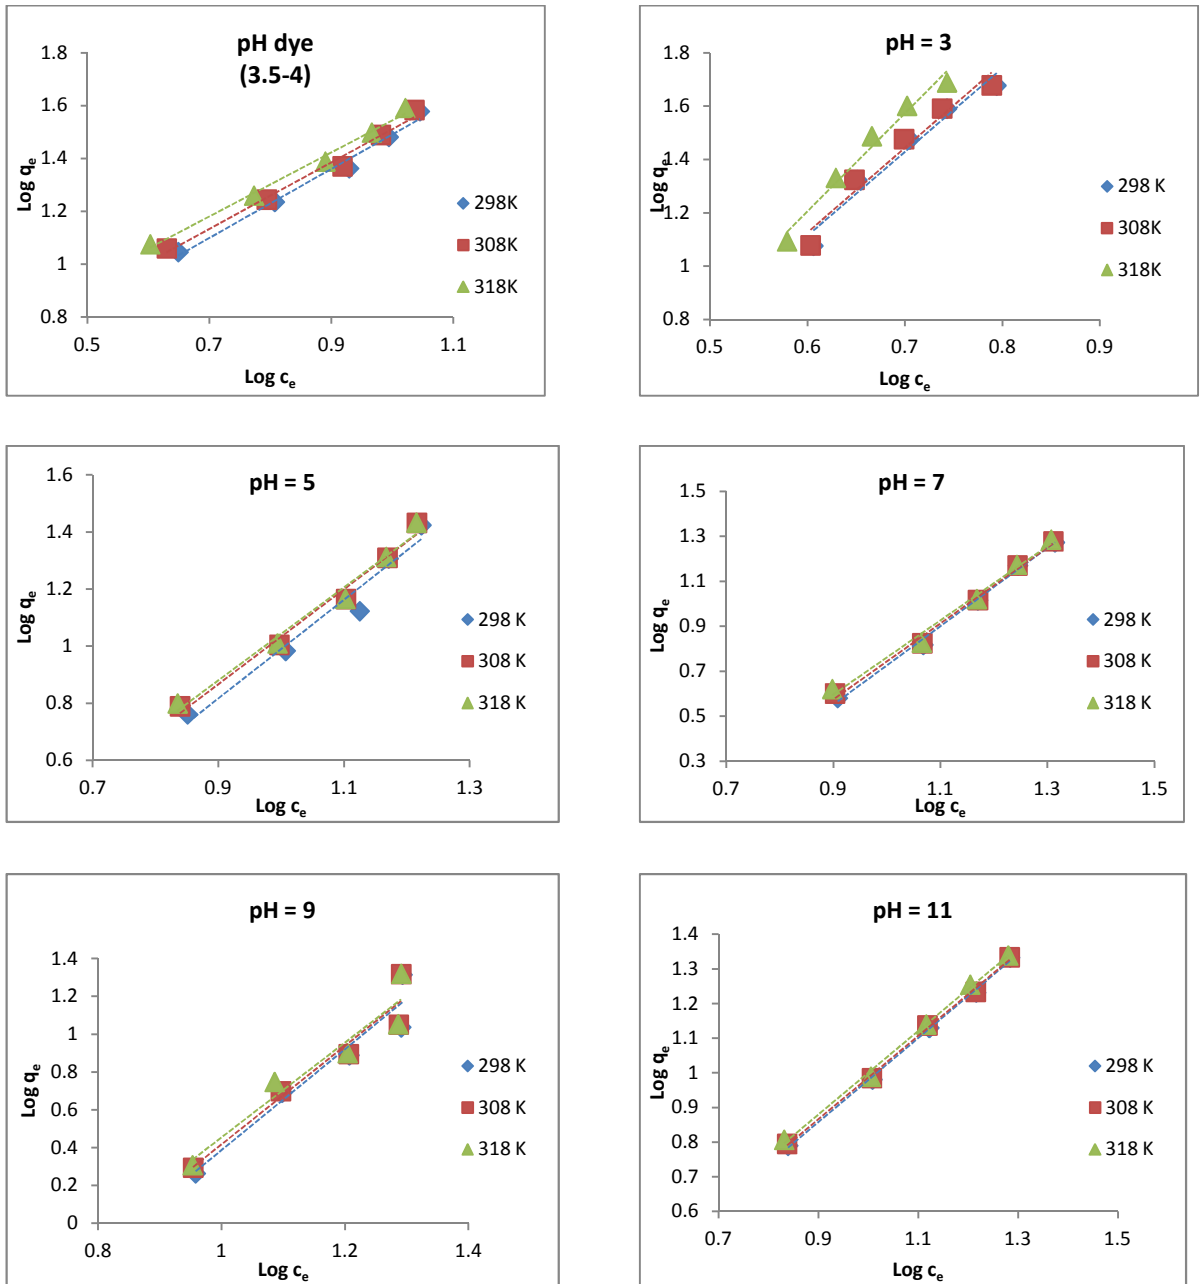 pH dye
(3.5-4)
Log qe
1.8
1.6
1.4
1.2
1
0.8
0.5
0.7
0.9
1.1
Log ce
298K
308K
318K
pH = 3
Log qe
1.8
1.6
1.4
1.2
1
0.8
0.5
0.6
0.7
0.8
0.9
Log ce
298 K
308K
318K
pH = 5
Log qe
1.6
1.4
1.2
1
0.8
0.6
0.7
0.9
1.1
1.3
Log ce
298 K
308 K
318 K
pH = 7
Log qe
1.5
1.3
1.1
0.9
0.7
0.5
0.3
0.7
0.9
1.1
1.3
1.5
Log ce
298 K
308 K
318 K
pH = 9
Log qe
1.4
1.2
1
0.8
0.6
0.4
0.2
0
0.8
1
1.2
1.4
Log ce
298 K
308 K
318 K
pH = 11
Log qe
1.4
1.3
1.2
1.1
1
0.9
0.8
0.7
0.6
0.7
0.9
1.1
1.3
1.5
Log ce
298 K
308 K
318 K